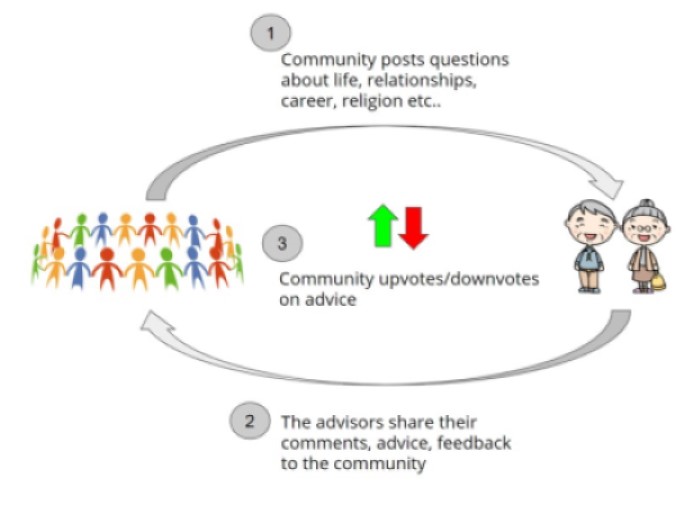 1
Community posts questions
about life, relationships,
career, religion etc..
3
Community upvotes/downvotes
on advice
2
The advisors share their
comments, advice, feedback
to the community